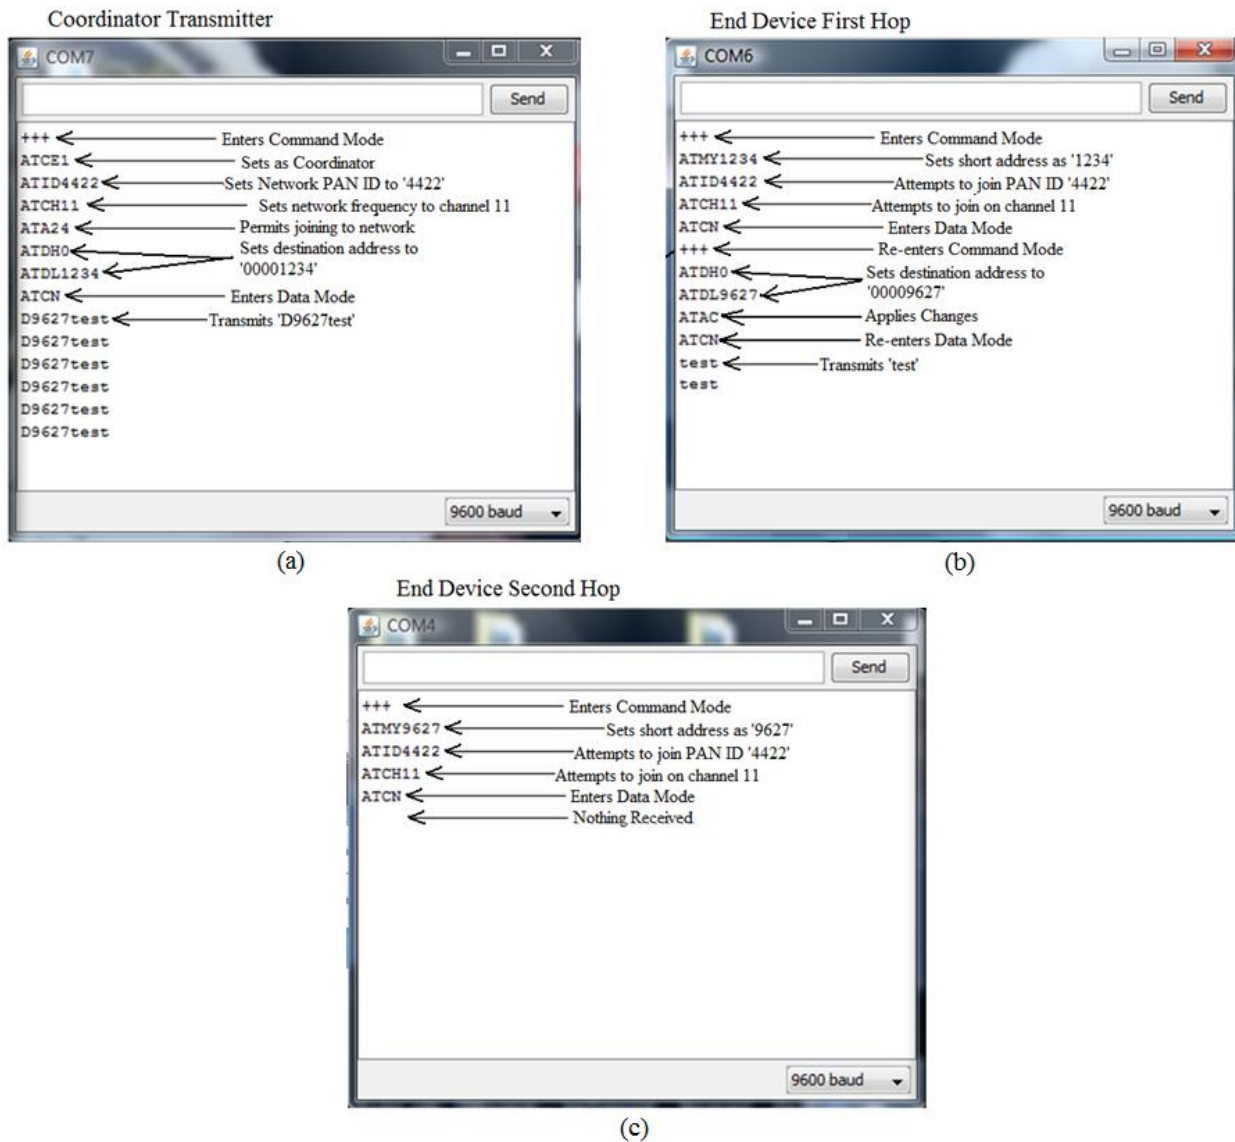 Coordinator Transmitter
COM7
Send
+++ Enters Command Mode
ATCE1 Sets as Coordinator
ATID4422 Sets Network PAN ID to '4422'
ATCH11 Sets network frequency to channel 11
ATA24 Permits joining to network
ATDH0 Sets destination address to
ATDL1234 '00001234'
ATCN Enters Data Mode
D9627test Transmits 'D9627test'
D9627test
D9627test
D9627test
D9627test
D9627test
9600 baud
(a)
End Device First Hop
COM6
Send
+++ Enters Command Mode
ATMY1234 Sets short address as '1234'
ATID4422 Attempts to join PAN ID '4422'
ATCH11 Attempts to join on channel 11
ATCN Enters Data Mode
+++ Re-enters Command Mode
ATDH0 Sets destination address to
ATDL9627 '00009627'
ATAC Applies Changes
ATCN Re-enters Data Mode
test Transmits 'test'
test
9600 baud
(b)
End Device Second Hop
COM4
Send
+++ Enters Command Mode
ATMY9627 Sets short address as '9627'
ATID4422 Attempts to join PAN ID '4422'
ATCH11 Attempts to join on channel 11
ATCN Enters Data Mode
Nothing Received
9600 baud
(c)